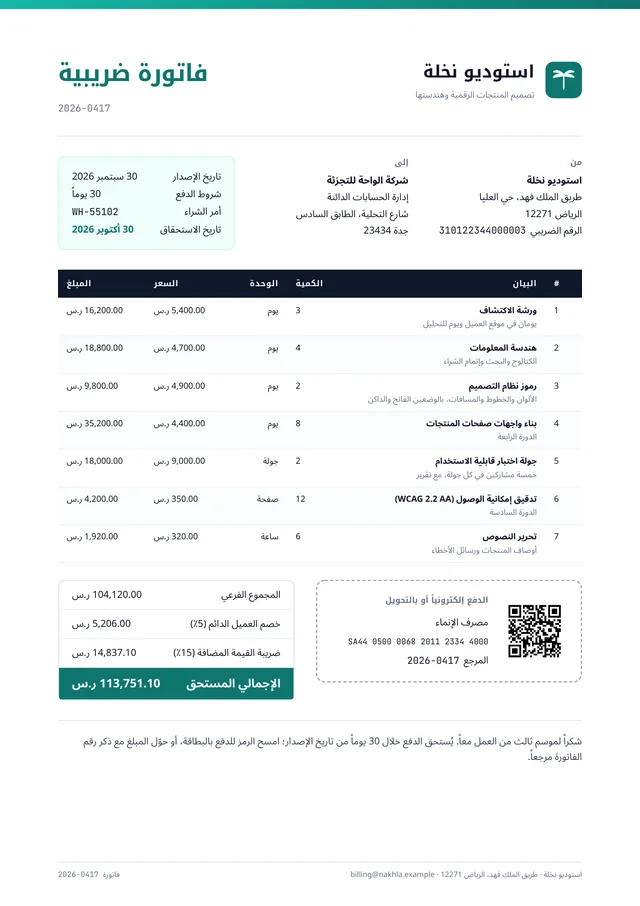 استوديو نخلة
تصميم المنتجات الرقمية وهندستها
فاتورة ضريبية
2026-0417
من
استوديو نخلة
طريق الملك فهد، حي العليا
الرياض 12271
الرقم الضريبي 310122344000003
إلى
شركة الواحة للتجزئة
إدارة الحسابات الدائنة
شارع التحلية، الطابق السادس
جدة 23434
تاريخ الإصدار 30 سبتمبر 2026
شروط الدفع 30 يوماً
أمر الشراء WH-55102
تاريخ الاستحقاق 30 أكتوبر 2026
# البيان الكمية الوحدة السعر المبلغ
1 ورشة الاكتشاف 3 يوم 5,400.00 ر.س 16,200.00 ر.س
يومان في موقع العميل ويوم للتحليل
2 هندسة المعلومات 4 يوم 4,700.00 ر.س 18,800.00 ر.س
الكتالوج والبحث وإتمام الشراء
3 رموز نظام التصميم 2 يوم 4,900.00 ر.س 9,800.00 ر.س
الألوان والخطوط والمسافات، بالوضعين الفاتح والداكن
4 بناء واجهات صفحات المنتجات 8 يوم 4,400.00 ر.س 35,200.00 ر.س
الدورة الرابعة
5 جولة اختبار قابلية الاستخدام 2 جولة 9,000.00 ر.س 18,000.00 ر.س
خمسة مشاركين في كل جولة، مع تقرير
6 تدقيق إمكانية الوصول (WCAG 2.2 AA) 12 صفحة 350.00 ر.س 4,200.00 ر.س
الدورة السادسة
7 تحرير النصوص 6 ساعة 320.00 ر.س 1,920.00 ر.س
أوصاف المنتجات ورسائل الأخطاء
الدفع إلكترونياً أو بالتحويل
مصرف الإنماء
SA44 0500 0068 2011 2334 4000
المرجع 2026-0417
المجموع الفرعي 104,120.00 ر.س
خصم العميل الدائم (5٪) 5,206.00 ر.س
ضريبة القيمة المضافة (15٪) 14,837.10 ر.س
الإجمالي المستحق 113,751.10 ر.س
شكراً لموسم ثالث من العمل معاً. يُستحق الدفع خلال 30 يوماً من تاريخ الإصدار؛ امسح الرمز للدفع بالبطاقة، أو حوّل المبلغ مع ذكر رقم
الفاتورة مرجعاً.
استوديو نخلة · طريق الملك فهد، الرياض 12271 · billing@nakhla.example
فاتورة 2026-0417